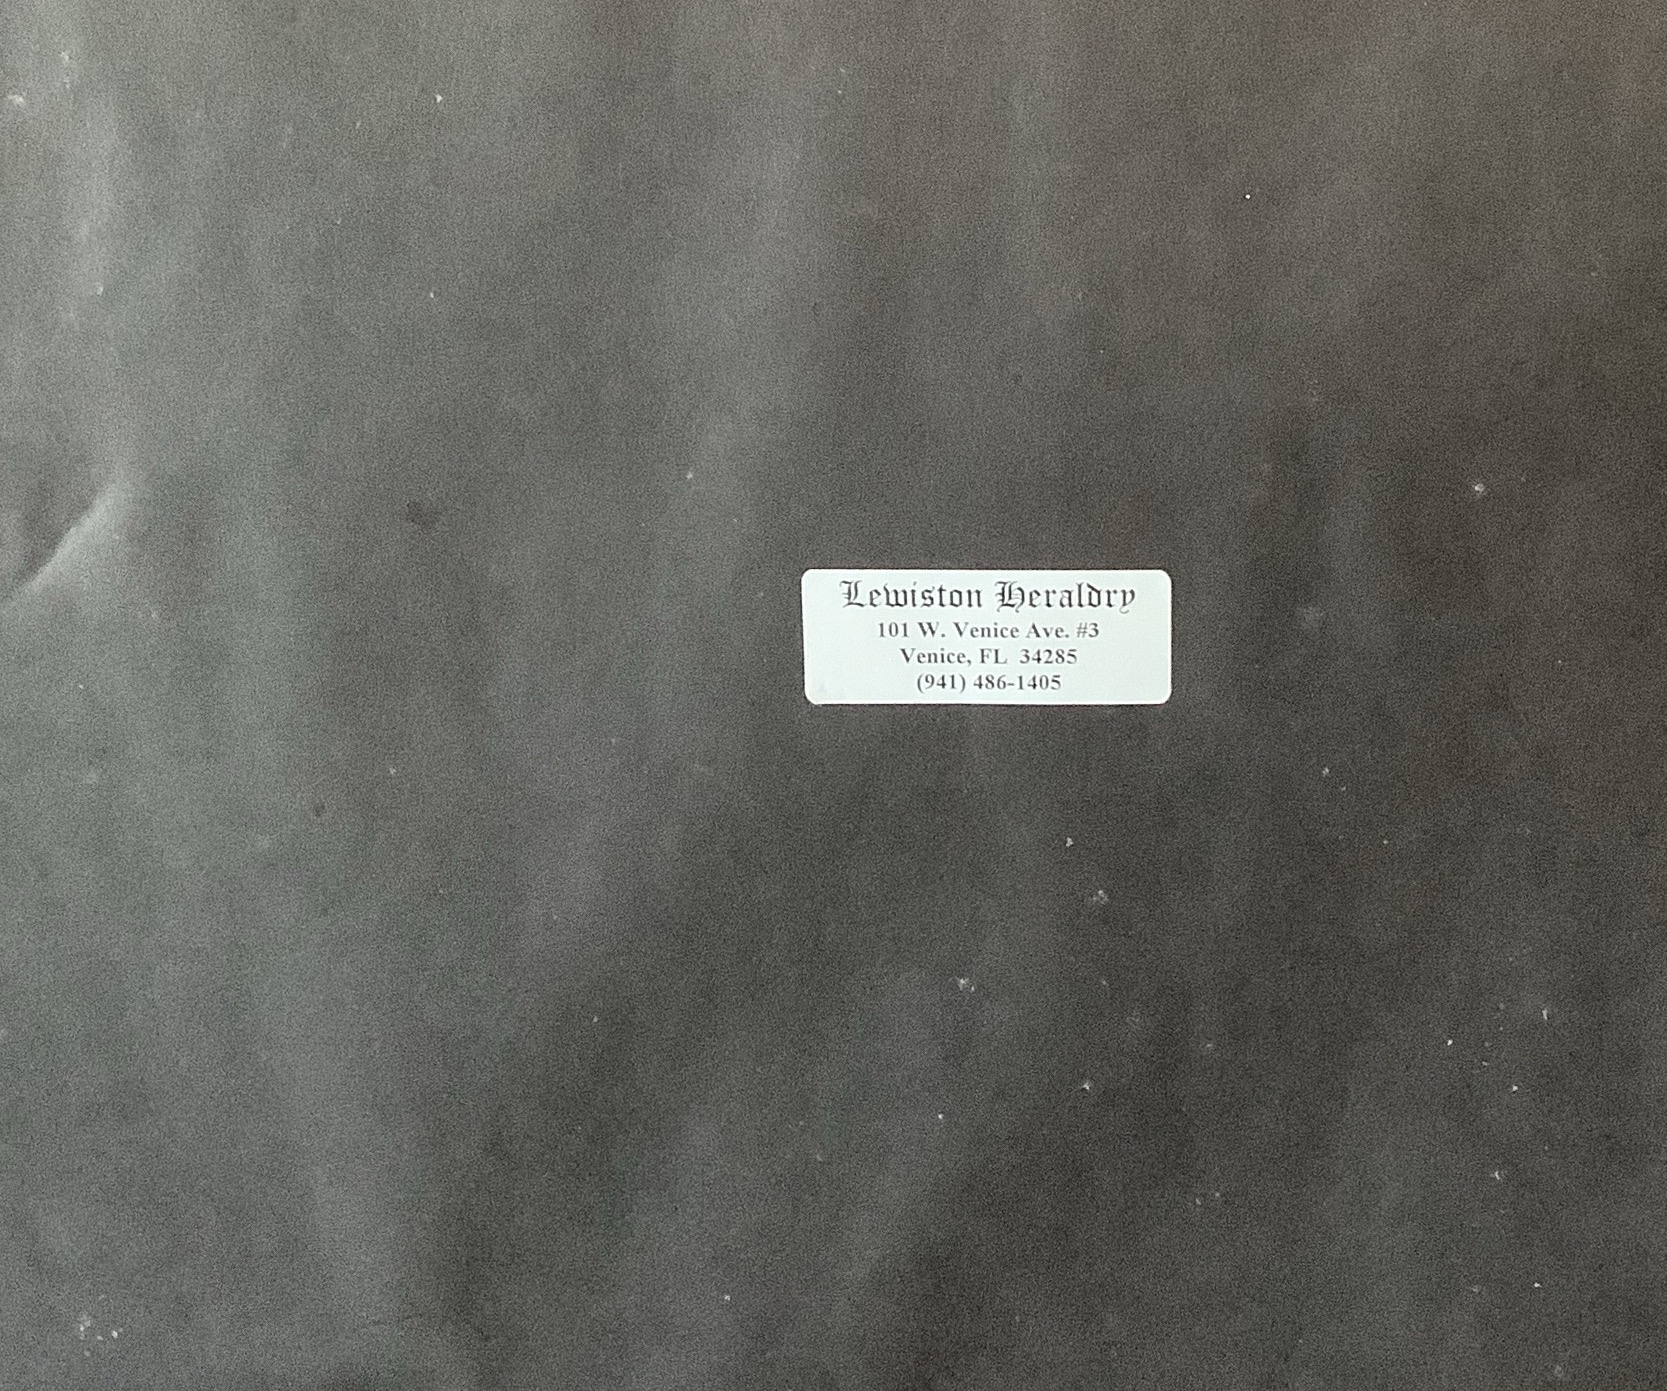 Lewiston Heraldry
101 W. Venice Ave. #3
Venice, FL  34285
(941) 486-1405